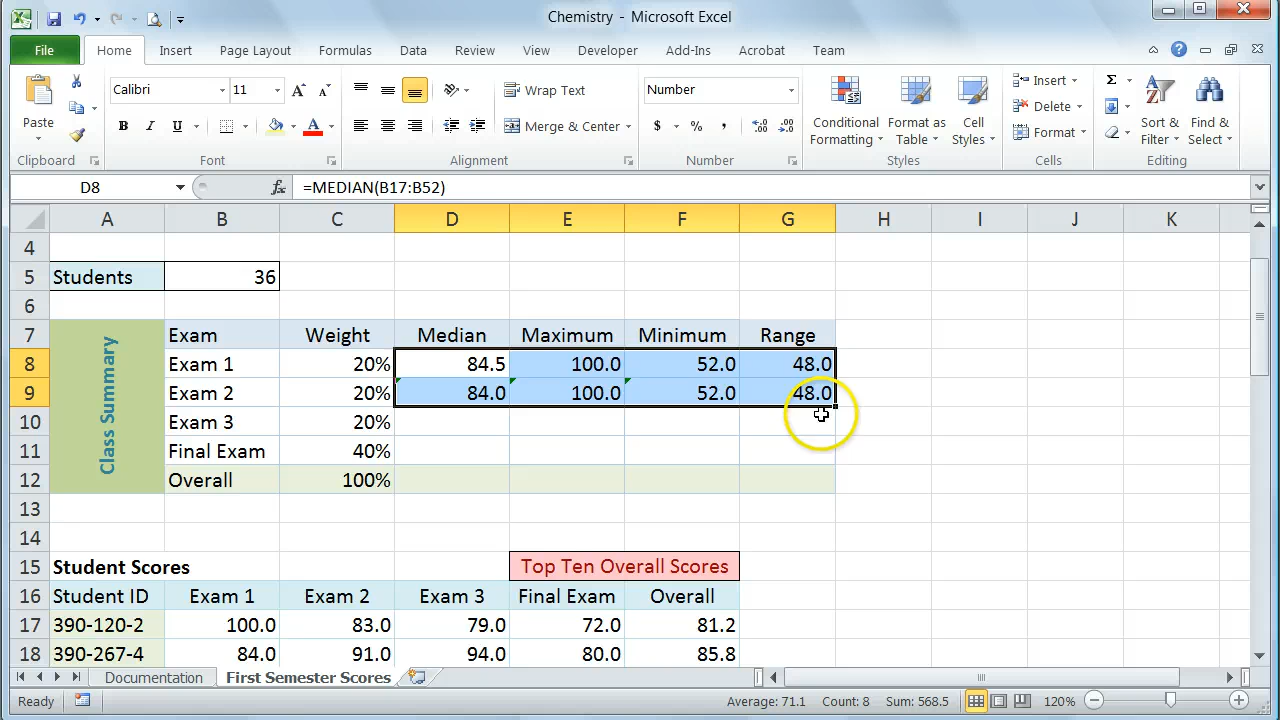 Chemistry - Microsoft Excel
File Home Insert Page Layout Formulas Data Review View Developer Add-Ins Acrobat Team
Paste
Clipboard
Calibri 11
B I U
Font
Wrap Text
Merge & Center
Alignment
Number
$ % ,
Number
Conditional Formatting
Format as Table
Cell Styles
Styles
Insert
Delete
Format
Cells
Σ
Sort & Filter
Find & Select
Editing
D8 fx =MEDIAN(B17:B52)
A B C D E F G H I J K
4
5 Students 36
6
7 Exam Weight Median Maximum Minimum Range
Class Summary
8 Exam 1 20% 84.5 100.0 52.0 48.0
9 Exam 2 20% 84.0 100.0 52.0 48.0
10 Exam 3 20%
11 Final Exam 40%
12 Overall 100%
13
14
15 Student Scores Top Ten Overall Scores
16 Student ID Exam 1 Exam 2 Exam 3 Final Exam Overall
17 390-120-2 100.0 83.0 79.0 72.0 81.2
18 390-267-4 84.0 91.0 94.0 80.0 85.8
Documentation First Semester Scores
Ready Average: 71.1 Count: 8 Sum: 568.5 120%